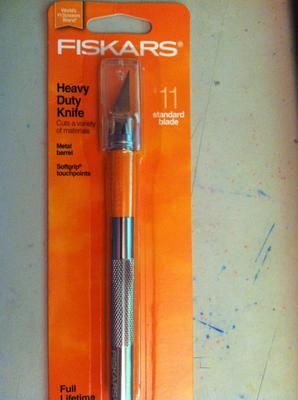 World's
#1 Scissors
Brand*
FISKARS®
Heavy
Duty
Knife
Cuts a variety
of materials
Metal
barrel
Softgrip®
touchpoints
#11
standard
blade
FISKARS
Full
Lifetime